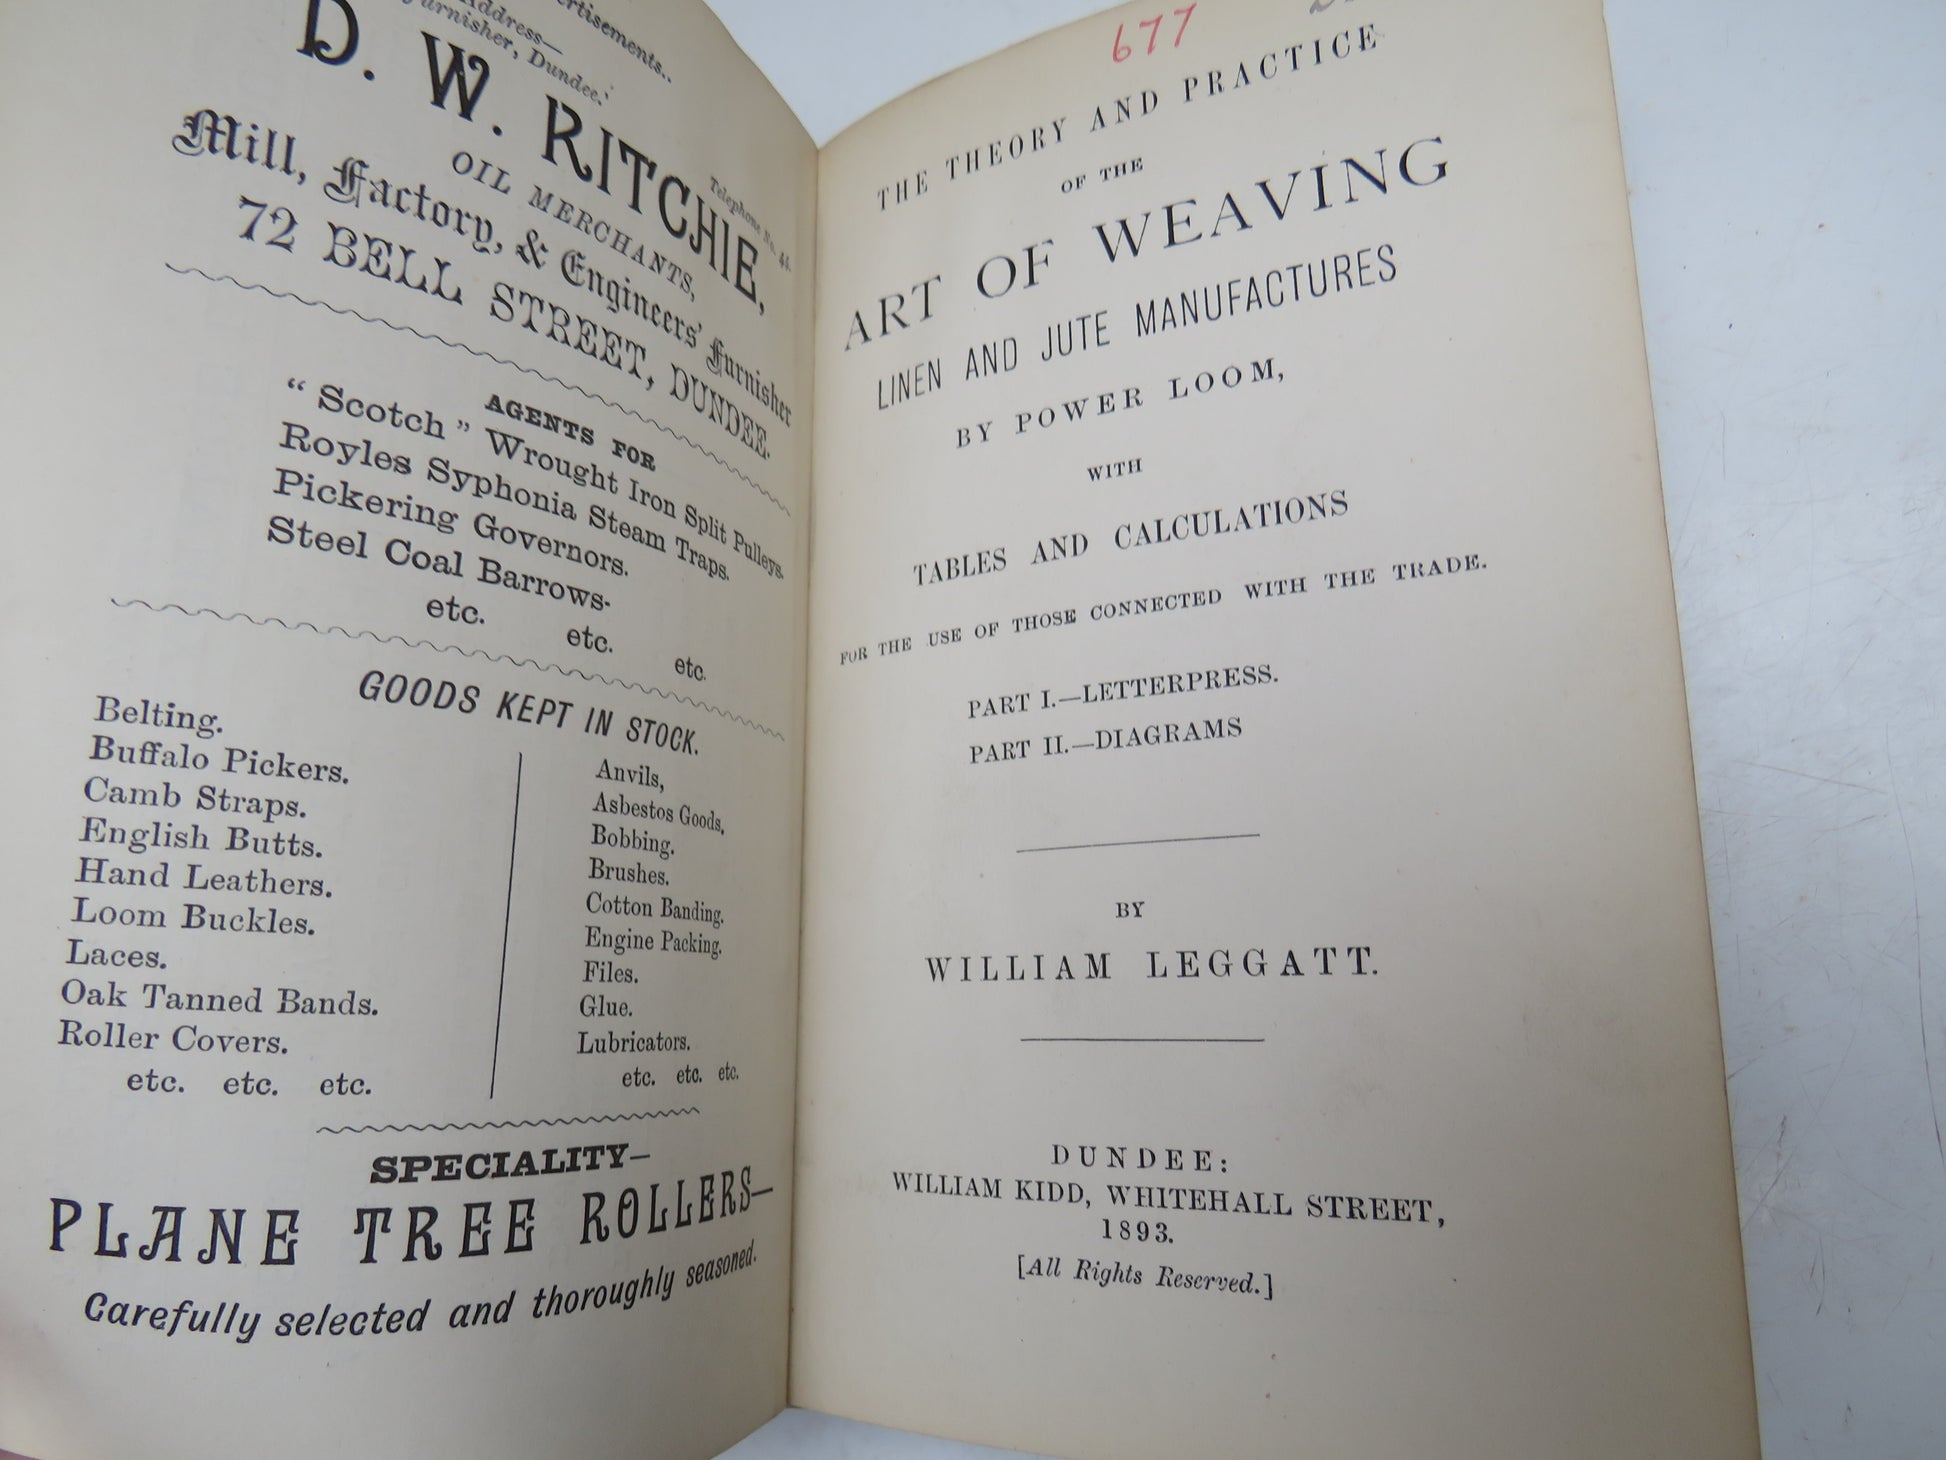 Address—
Furnisher, Dundee.'
Telephone No. 44.
D. W. RITCHIE,
OIL MERCHANTS,
Mill, Factory, & Engineers' Furnisher
72 BELL STREET, DUNDEE.
AGENTS FOR
"Scotch" Wrought Iron Split Pulleys.
Royles Syphonia Steam Traps.
Pickering Governors.
Steel Coal Barrows.
etc. etc. etc.
GOODS KEPT IN STOCK.
Belting.
Buffalo Pickers.
Camb Straps.
English Butts.
Hand Leathers.
Loom Buckles.
Laces.
Oak Tanned Bands.
Roller Covers.
etc. etc. etc.
Anvils,
Asbestos Goods,
Bobbing.
Brushes.
Cotton Banding.
Engine Packing.
Files.
Glue.
Lubricators.
etc. etc. etc.
SPECIALITY—
PLANE TREE ROLLERS—
Carefully selected and thoroughly seasoned.
677
THE THEORY AND PRACTICE
OF THE
ART OF WEAVING
LINEN AND JUTE MANUFACTURES
BY POWER LOOM,
WITH
TABLES AND CALCULATIONS
FOR THE USE OF THOSE CONNECTED WITH THE TRADE.
PART I.—LETTERPRESS.
PART II.—DIAGRAMS
BY
WILLIAM LEGGATT.
DUNDEE:
WILLIAM KIDD, WHITEHALL STREET,
1893.
[All Rights Reserved.]